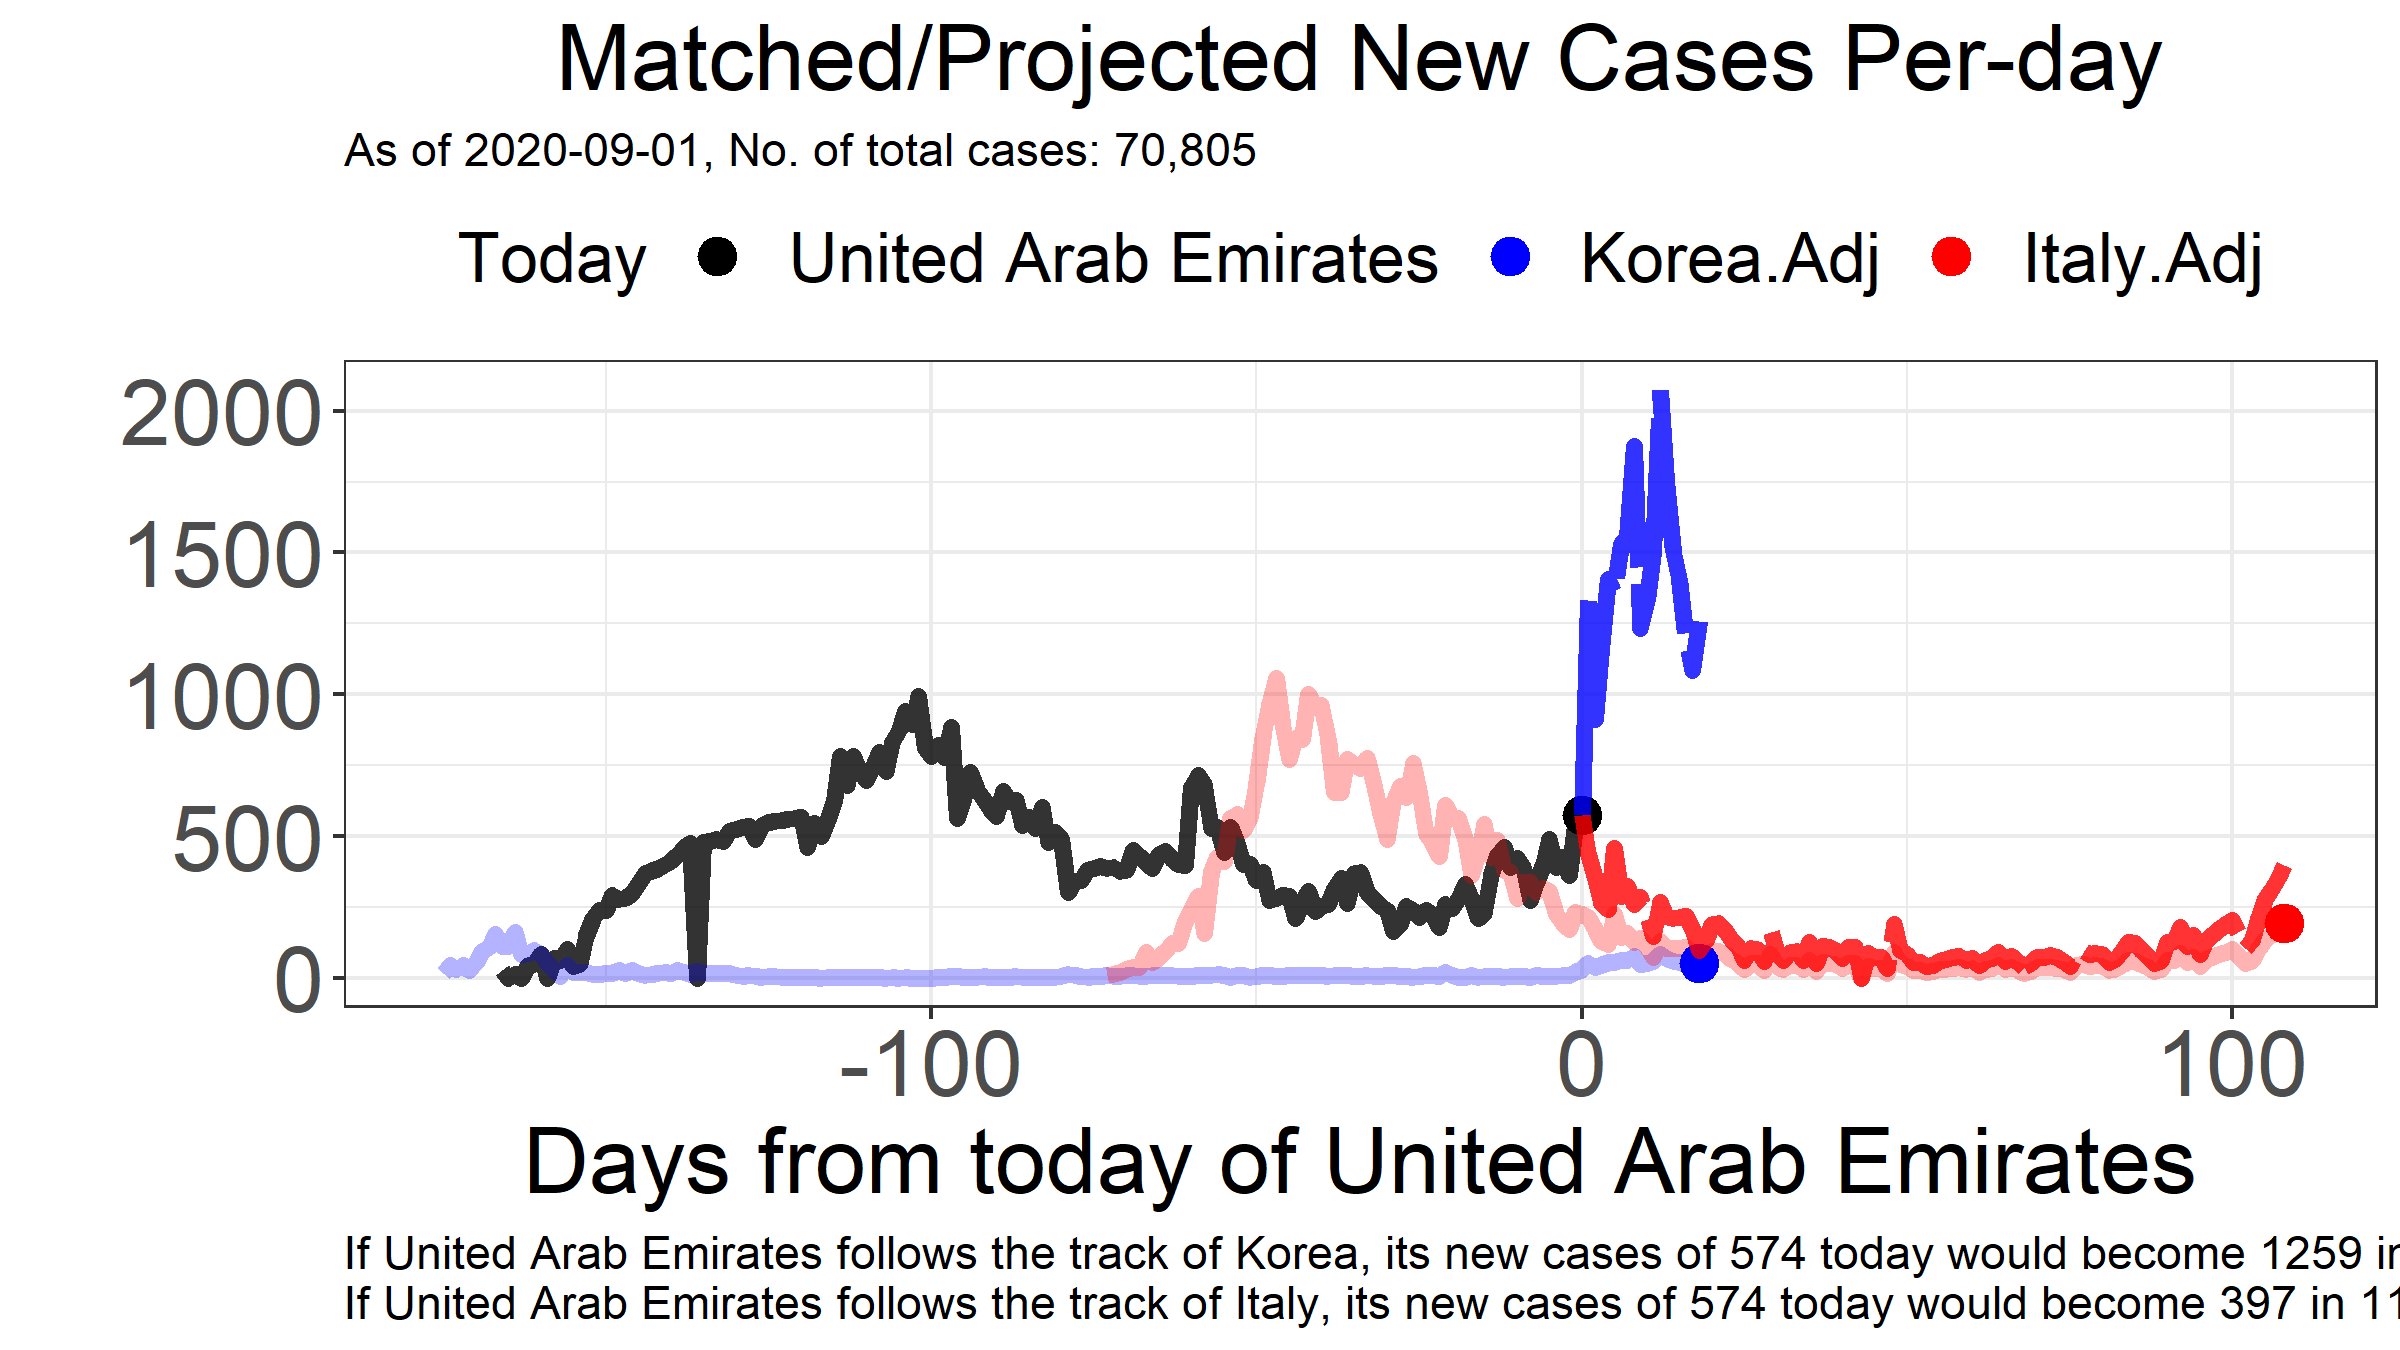 Matched/Projected New Cases Per-day
As of 2020-09-01, No. of total cases: 70,805
Today United Arab Emirates Korea.Adj Italy.Adj
2000
1500
1000
500
0
-100 0 100
Days from today of United Arab Emirates
If United Arab Emirates follows the track of Korea, its new cases of 574 today would become 1259
If United Arab Emirates follows the track of Italy, its new cases of 574 today would become 397 in